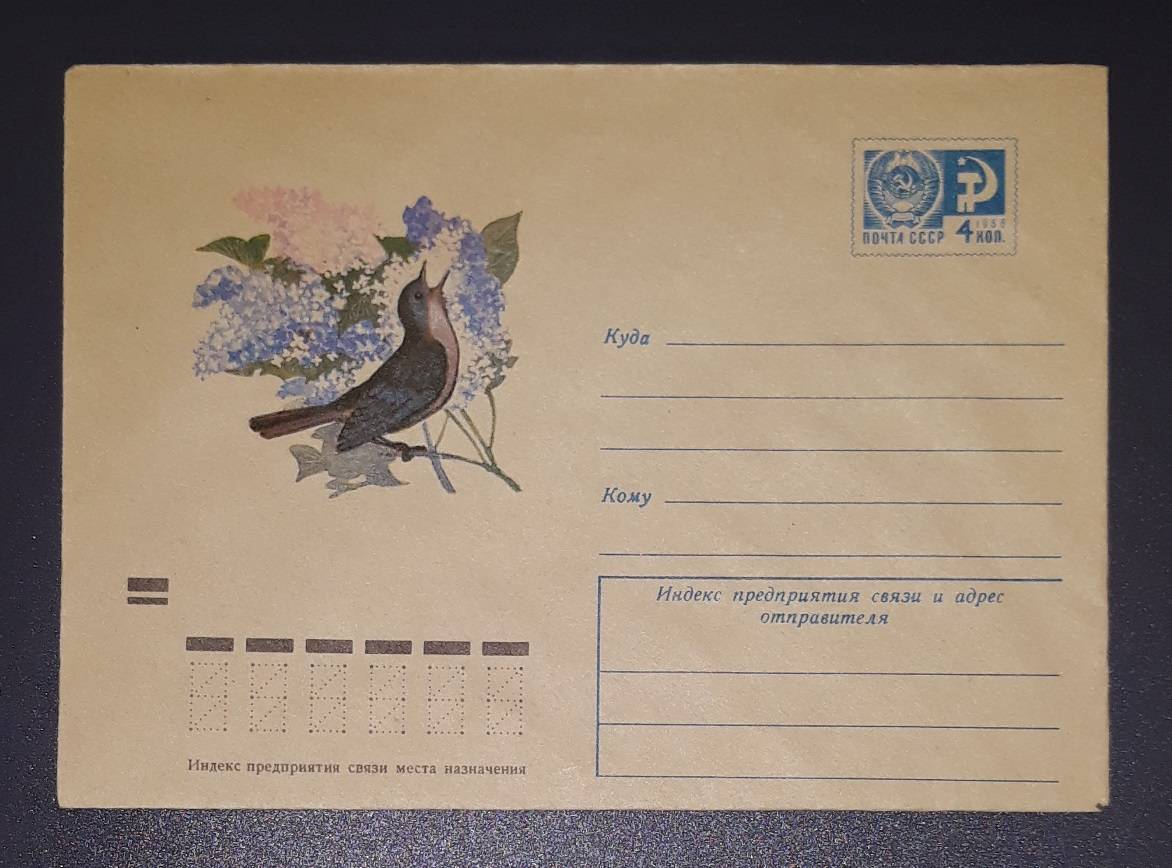 1966
ПОЧТА СССР 4 КОП.
Куда
Кому
Индекс предприятия связи и адрес
отправителя
Индекс предприятия связи места назначения